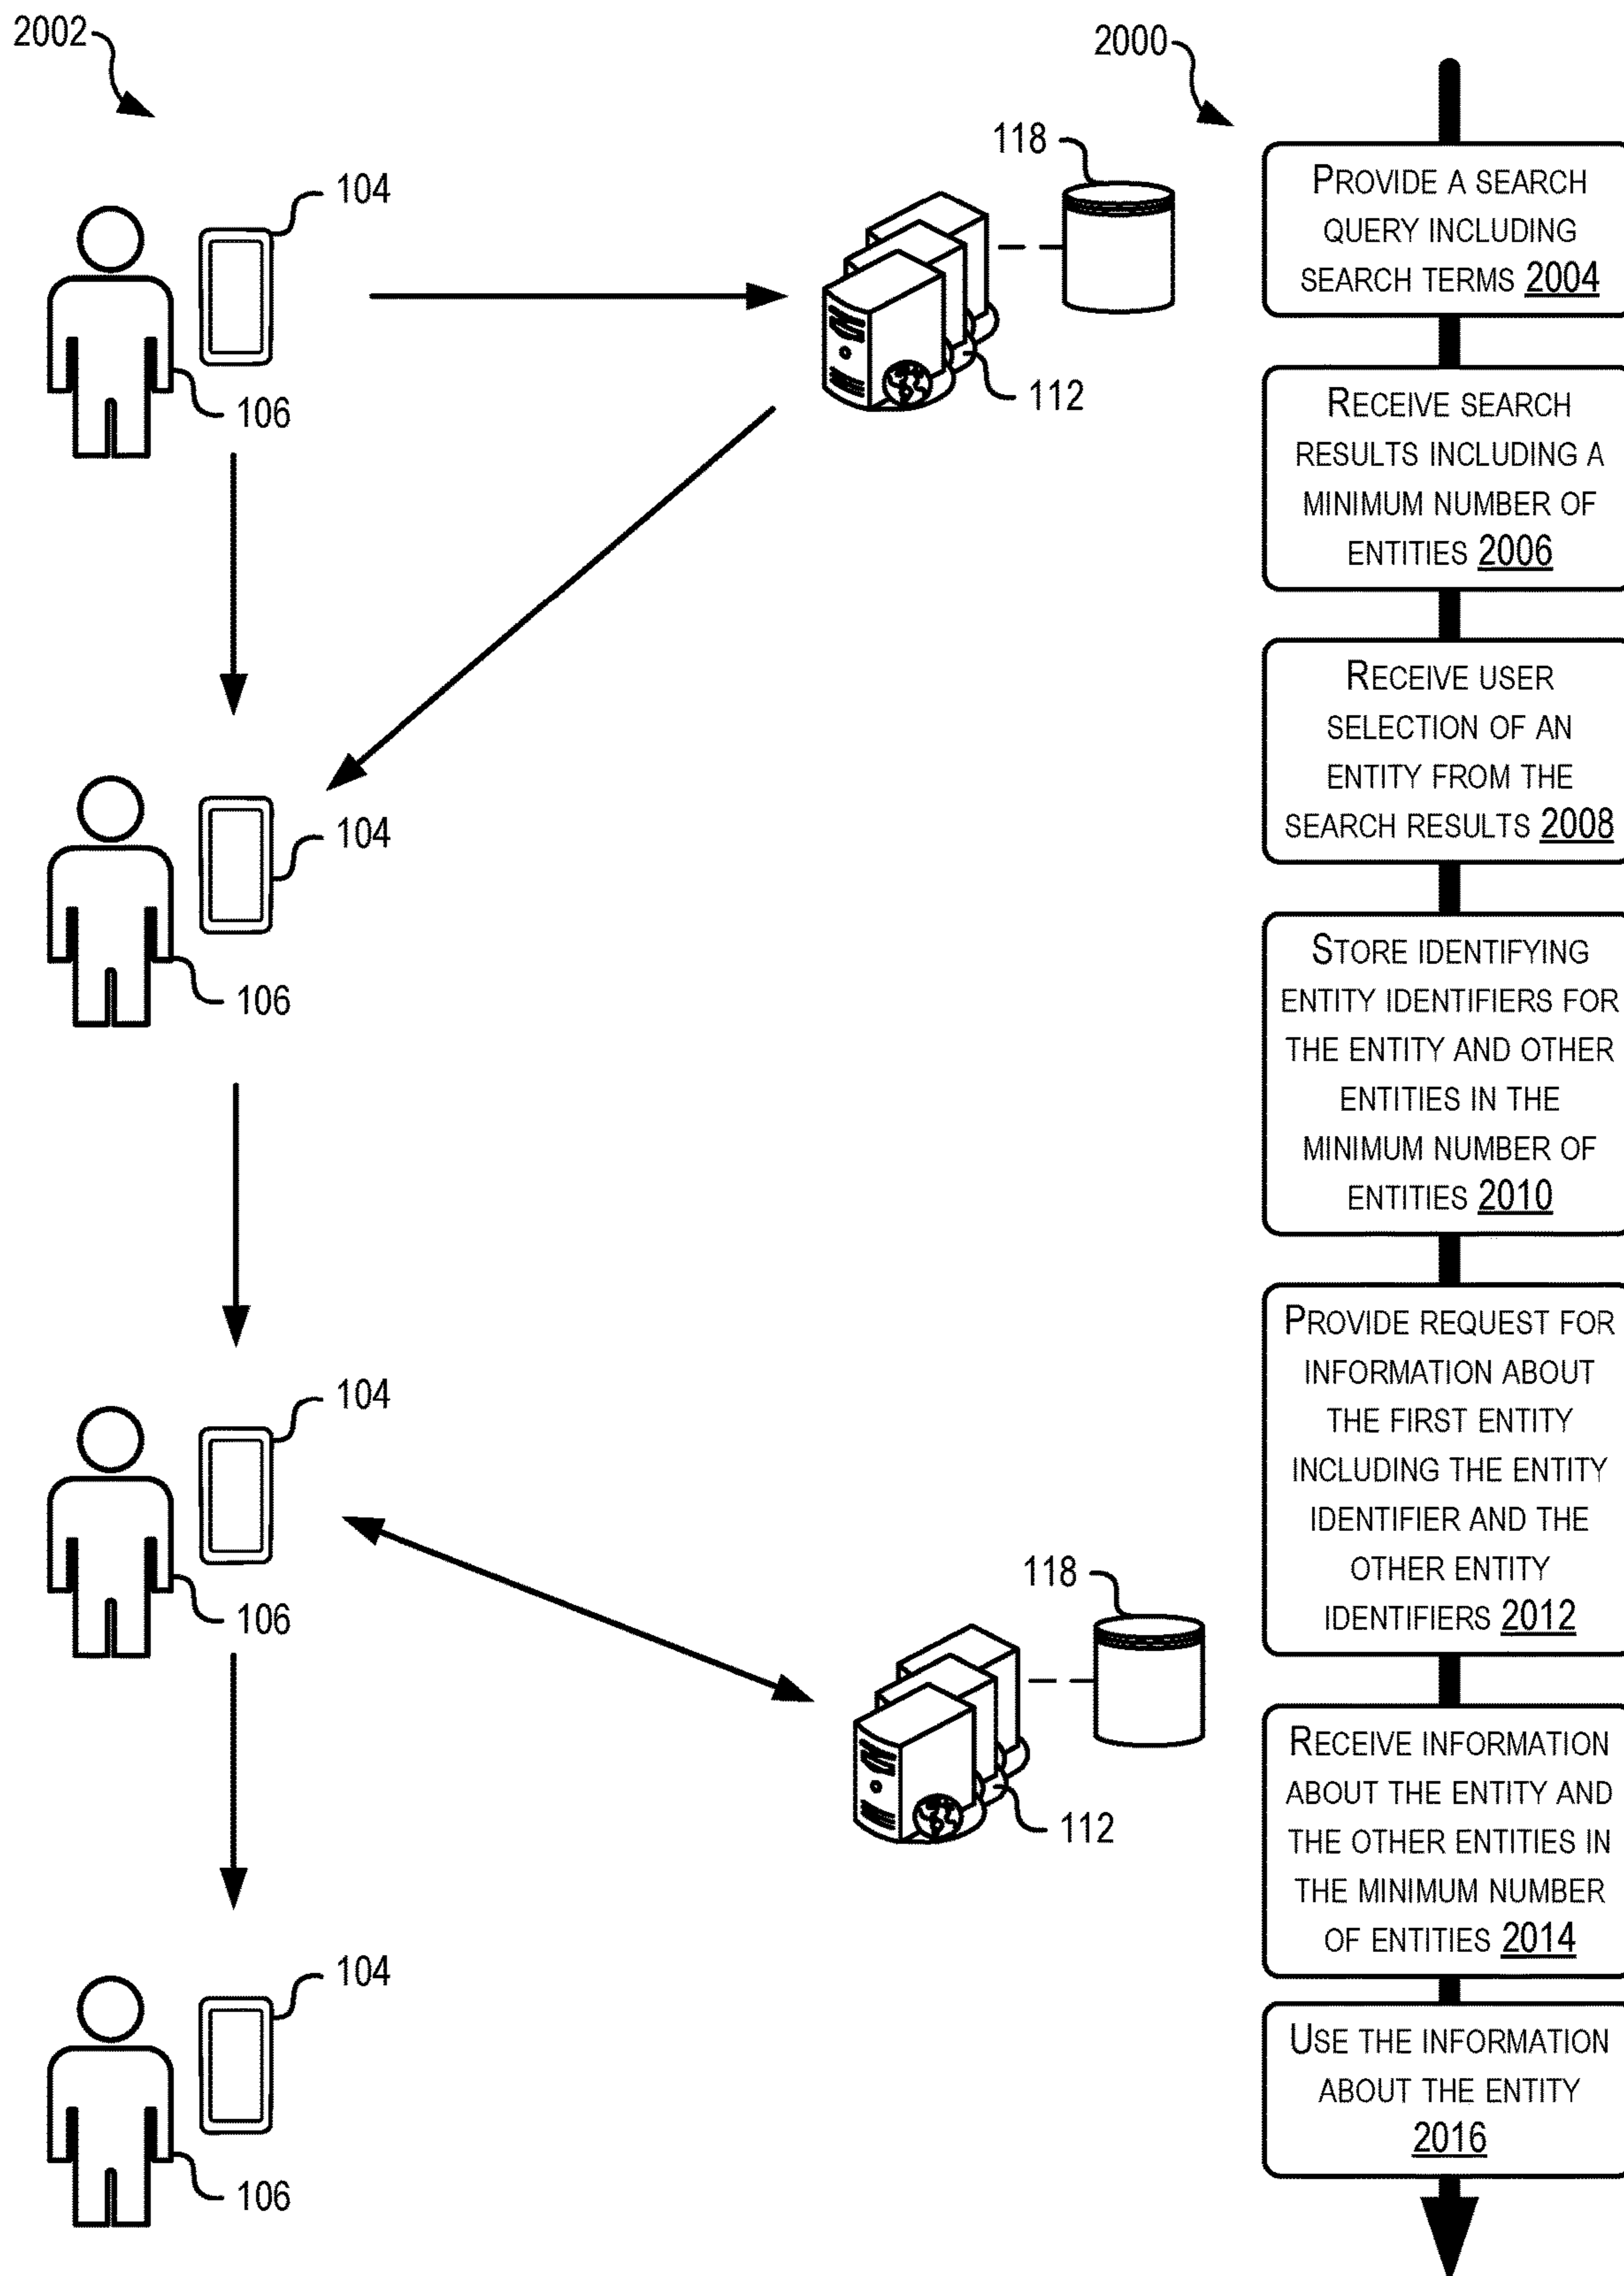 2002
2000
118
104
112
106
104
106
104
118
106
112
104
106
PROVIDE A SEARCH
QUERY INCLUDING
SEARCH TERMS 2004
RECEIVE SEARCH
RESULTS INCLUDING A
MINIMUM NUMBER OF
ENTITIES 2006
RECEIVE USER
SELECTION OF AN
ENTITY FROM THE
SEARCH RESULTS 2008
STORE IDENTIFYING
ENTITY IDENTIFIERS FOR
THE ENTITY AND OTHER
ENTITIES IN THE
MINIMUM NUMBER OF
ENTITIES 2010
PROVIDE REQUEST FOR
INFORMATION ABOUT
THE FIRST ENTITY
INCLUDING THE ENTITY
IDENTIFIER AND THE
OTHER ENTITY
IDENTIFIERS 2012
RECEIVE INFORMATION
ABOUT THE ENTITY AND
THE OTHER ENTITIES IN
THE MINIMUM NUMBER
OF ENTITIES 2014
USE THE INFORMATION
ABOUT THE ENTITY
2016